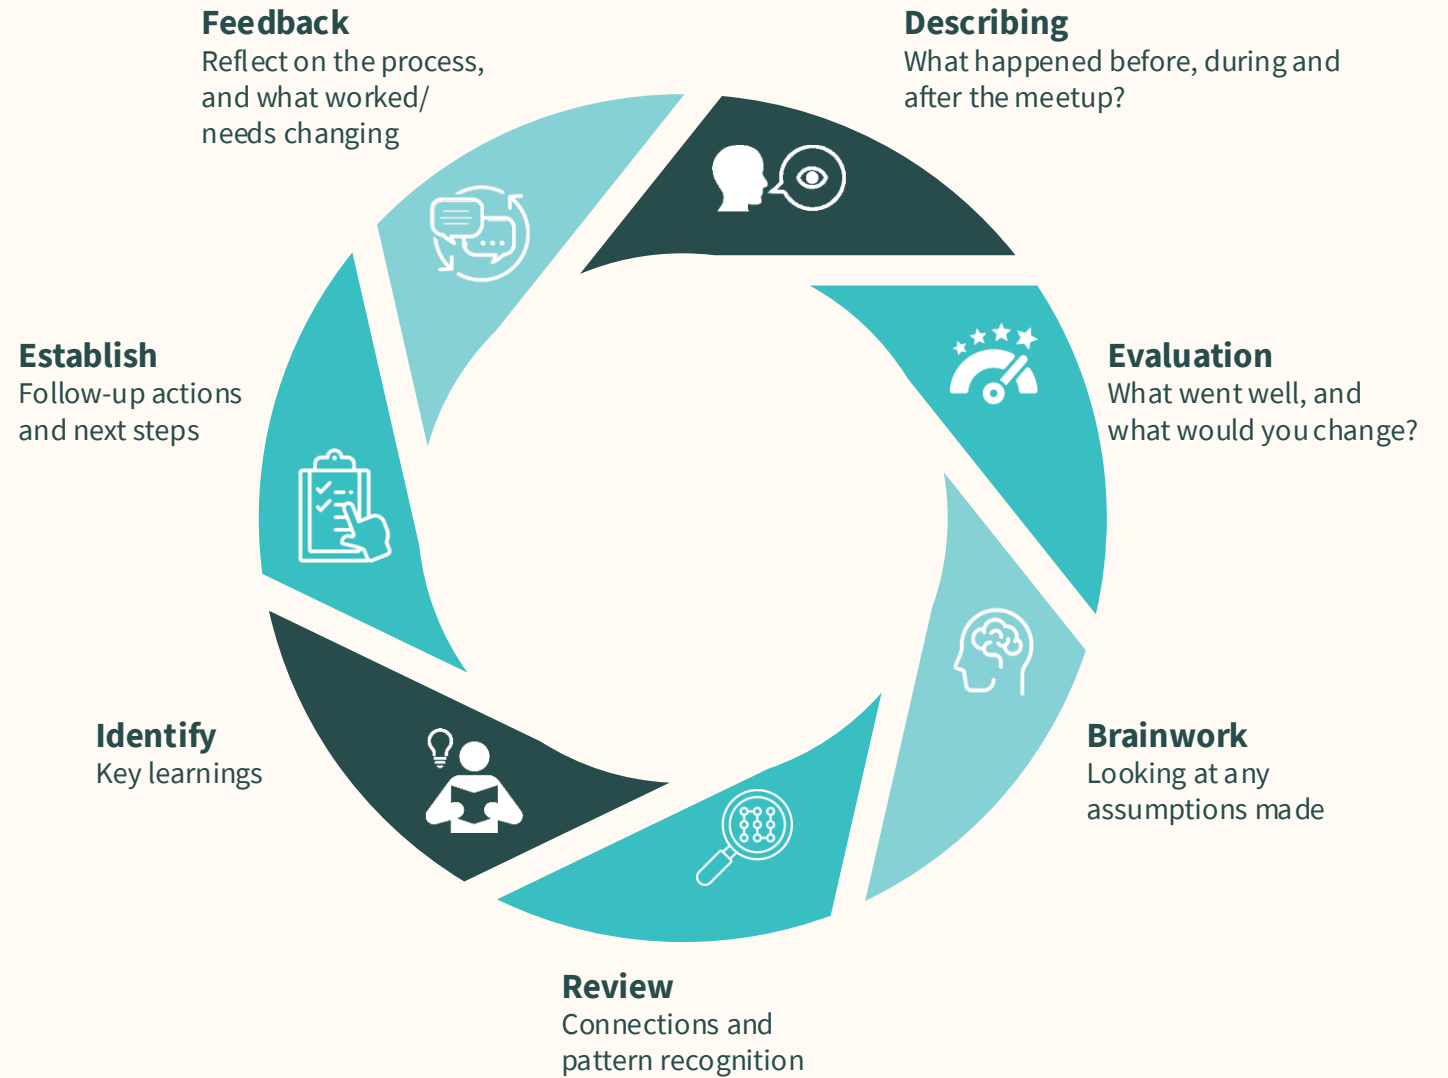 Feedback
Reflect on the process,
and what worked/
needs changing
Describing
What happened before, during and
after the meetup?
Establish
Follow-up actions
and next steps
Evaluation
What went well, and
what would you change?
Identify
Key learnings
Brainwork
Looking at any
assumptions made
Review
Connections and
pattern recognition